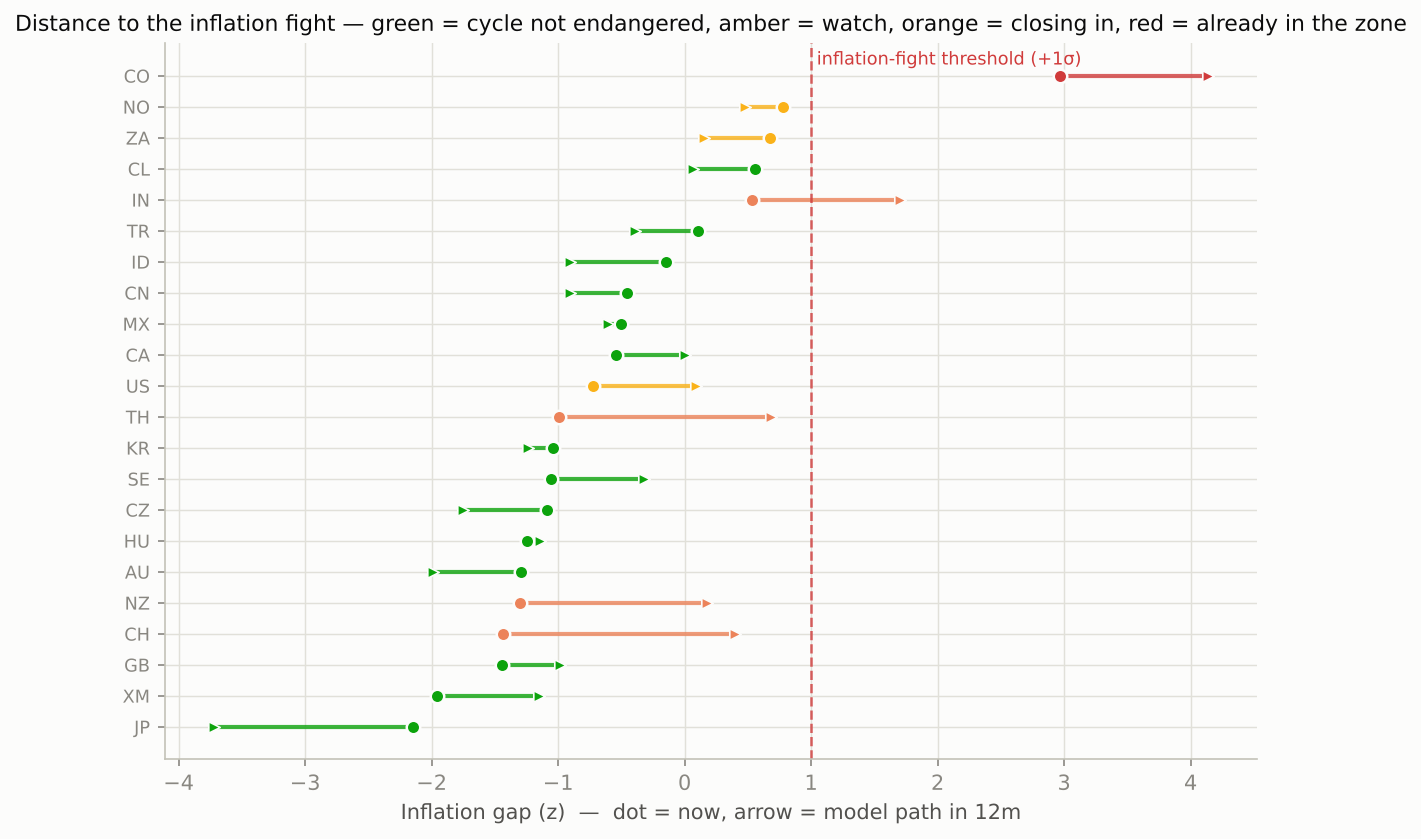 Distance to the inflation fight — green = cycle not endangered, amber = watch, orange = closing in, red = already in the zone
inflation-fight threshold (+1σ)
CO
NO
ZA
CL
IN
TR
ID
CN
MX
CA
US
TH
KR
SE
CZ
HU
AU
NZ
CH
GB
XM
JP
−4 −3 −2 −1 0 1 2 3 4
Inflation gap (z) — dot = now, arrow = model path in 12m